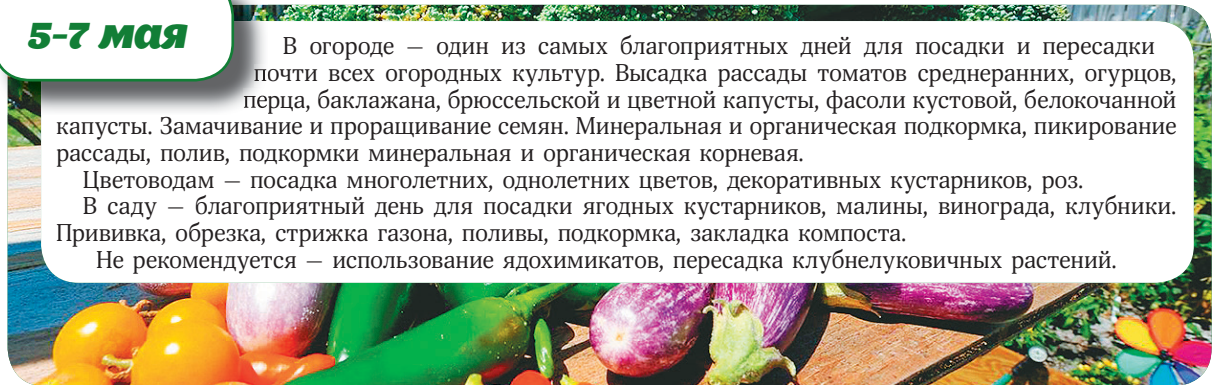 5-7 мая
В огороде – один из самых благоприятных дней для посадки и пересадки
почти всех огородных культур. Высадка рассады томатов среднеранних, огурцов,
перца, баклажана, брюссельской и цветной капусты, фасоли кустовой, белокочанной
капусты. Замачивание и проращивание семян. Минеральная и органическая подкормка, пикирование
рассады, полив, подкормки минеральная и органическая корневая.
Цветоводам – посадка многолетних, однолетних цветов, декоративных кустарников, роз.
В саду – благоприятный день для посадки ягодных кустарников, малины, винограда, клубники.
Прививка, обрезка, стрижка газона, поливы, подкормка, закладка компоста.
Не рекомендуется – использование ядохимикатов, пересадка клубнелуковичных растений.